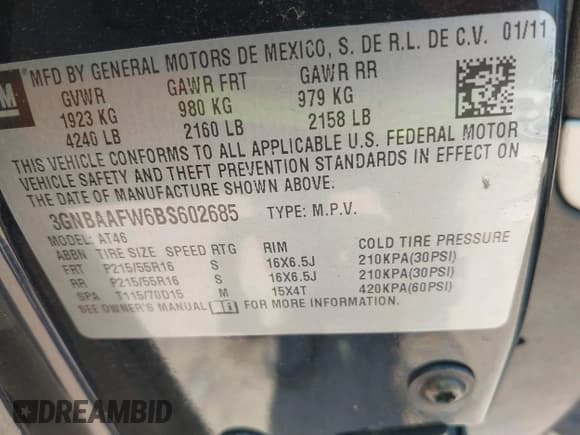 GM
MFD BY GENERAL MOTORS DE MEXICO, S. DE R.L. DE C.V. 01/11
GVWR GAWR FRT GAWR RR
1923 KG 980 KG 979 KG
4240 LB 2160 LB 2158 LB
THIS VEHICLE CONFORMS TO ALL APPLICABLE U.S. FEDERAL MOTOR
VEHICLE SAFETY AND THEFT PREVENTION STANDARDS IN EFFECT ON
THE DATE OF MANUFACTURE SHOWN ABOVE.
3GNBAAFW6BS602685 TYPE: M.P.V.
MODEL: AT46
ABBN TIRE SIZE SPEED RTG RIM COLD TIRE PRESSURE
FRT P215/55R16 S 16X6.5J 210KPA(30PSI)
RR P215/55R16 S 16X6.5J 210KPA(30PSI)
SPA T115/70D15 M 15X4T 420KPA(60PSI)
SEE OWNER'S MANUAL FOR MORE INFORMATION.
DREAMBID